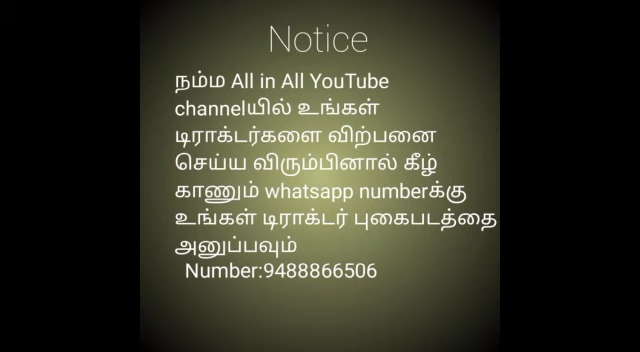 Notice
நம்ம All in All YouTube
channelயில் உங்கள்
டிராக்டர்களை விற்பனை
செய்ய விரும்பினால் கீழ்
காணும் whatsapp numberக்கு
உங்கள் டிராக்டர் புகைபடத்தை
அனுப்பவும்
Number:9488866506